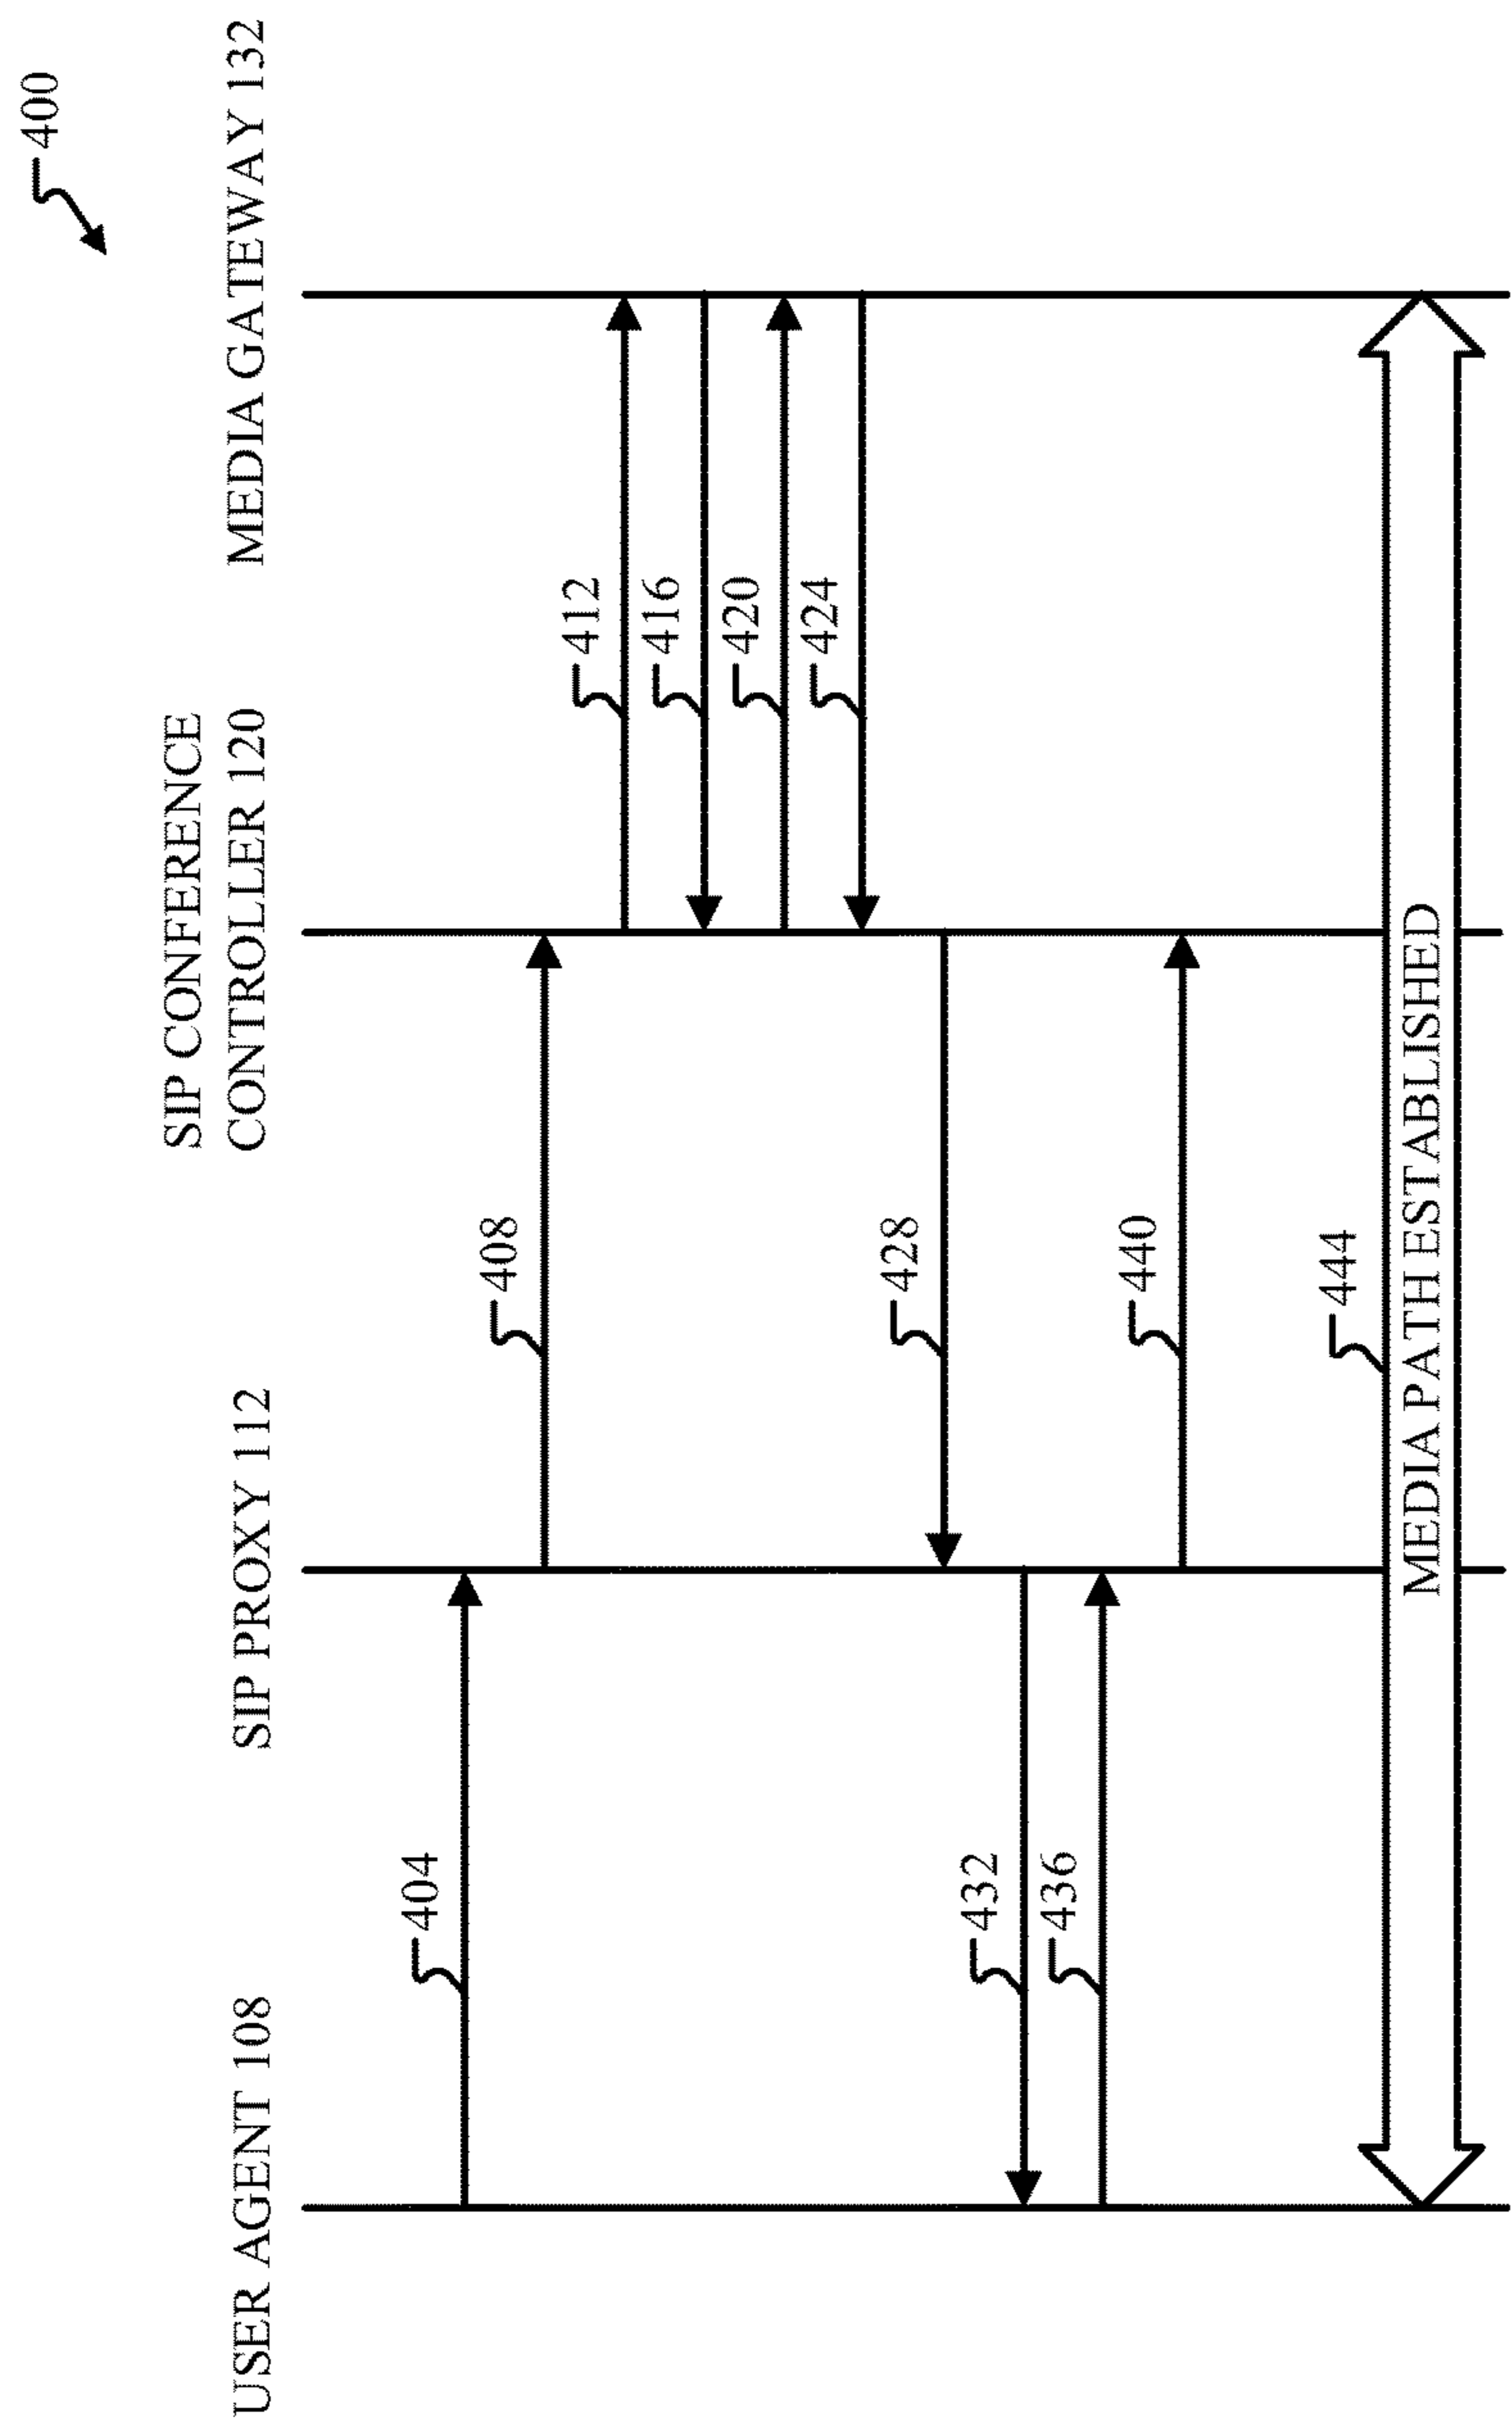 400
USER AGENT 108
SIP PROXY 112
SIP CONFERENCE
CONTROLLER 120
MEDIA GATEWAY 132
404
408
412
416
420
424
428
432
436
440
444
MEDIA PATH ESTABLISHED